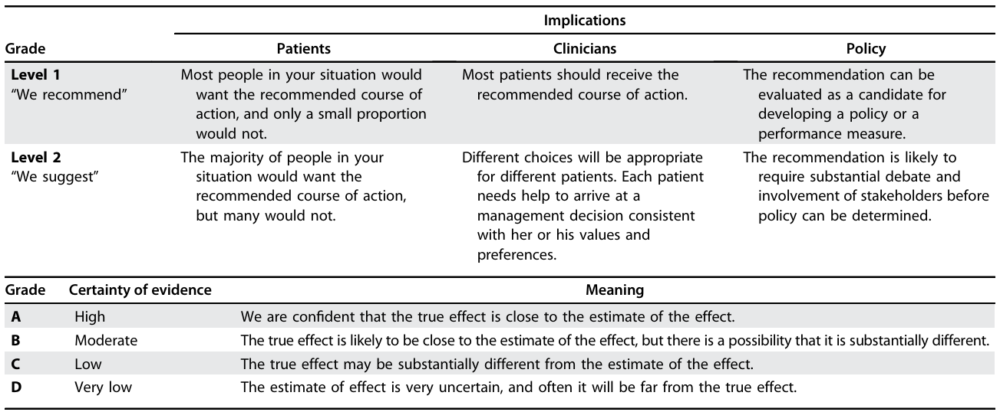 Implications
Grade Patients Clinicians Policy
Level 1
“We recommend”
Most people in your situation would
want the recommended course of
action, and only a small proportion
would not.
Most patients should receive the
recommended course of action.
The recommendation can be
evaluated as a candidate for
developing a policy or a
performance measure.
Level 2
“We suggest”
The majority of people in your
situation would want the
recommended course of action,
but many would not.
Different choices will be appropriate
for different patients. Each patient
needs help to arrive at a
management decision consistent
with her or his values and
preferences.
The recommendation is likely to
require substantial debate and
involvement of stakeholders before
policy can be determined.
Grade Certainty of evidence Meaning
A High We are confident that the true effect is close to the estimate of the effect.
B Moderate The true effect is likely to be close to the estimate of the effect, but there is a possibility that it is substantially different.
C Low The true effect may be substantially different from the estimate of the effect.
D Very low The estimate of effect is very uncertain, and often it will be far from the true effect.